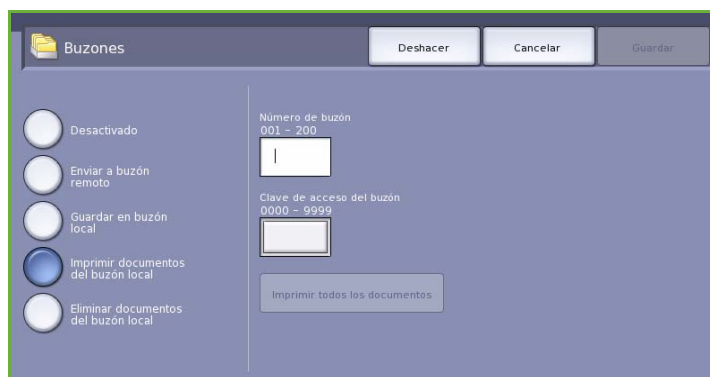 Buzones
Deshacer
Cancelar
Guardar
Desactivado
Enviar a buzón
remoto
Guardar en buzón
local
Imprimir documentos
del buzón local
Eliminar documentos
del buzón local
Número de buzón
001 - 200
Clave de acceso del buzón
0000 - 9999
Imprimir todos los documentos